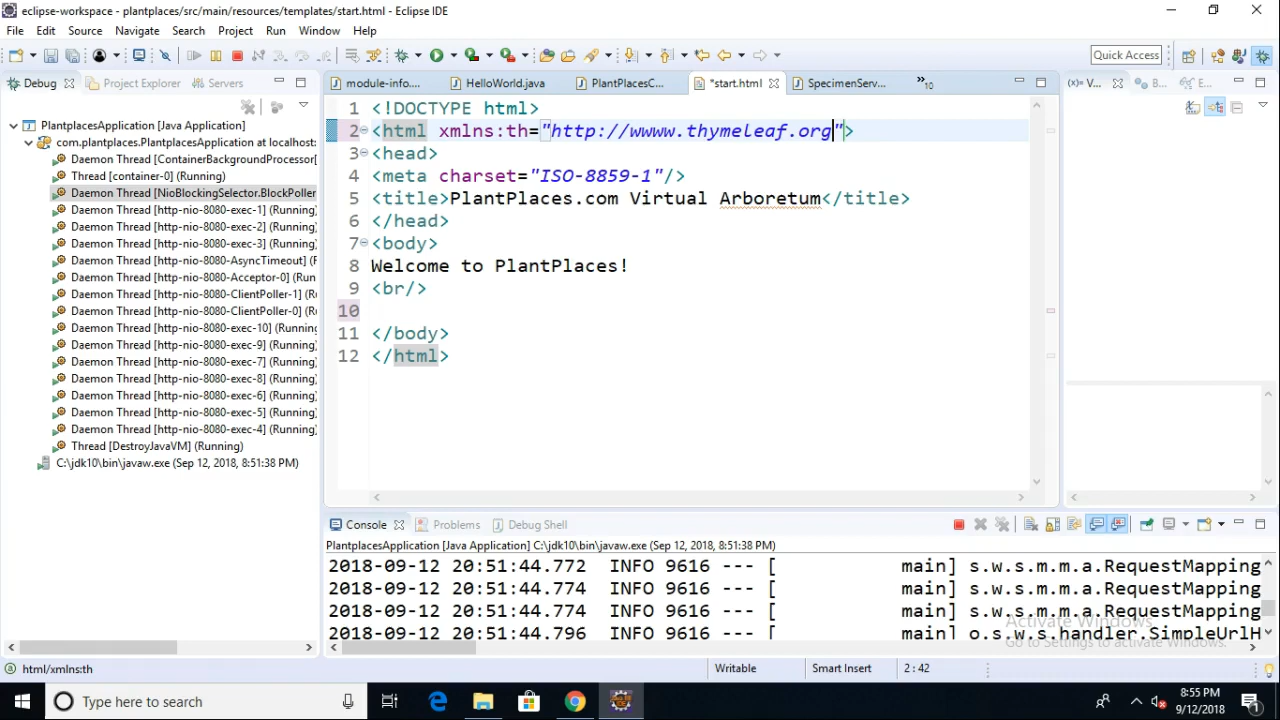 eclipse-workspace - plantplaces/src/main/resources/templates/start.html - Eclipse IDE
File Edit Source Navigate Search Project Run Window Help
Quick Access
Debug Project Explorer Servers
module-info.... HelloWorld.java PlantPlacesC... *start.html SpecimenServ... »10
(x)= V... B... E...
PlantplacesApplication [Java Application]
com.plantplaces.PlantplacesApplication at localhost:
Daemon Thread [ContainerBackgroundProcessor[
Thread [container-0] (Running)
Daemon Thread [NioBlockingSelector.BlockPoller
Daemon Thread [http-nio-8080-exec-1] (Running)
Daemon Thread [http-nio-8080-exec-2] (Running)
Daemon Thread [http-nio-8080-exec-3] (Running)
Daemon Thread [http-nio-8080-AsyncTimeout] (F
Daemon Thread [http-nio-8080-Acceptor-0] (Run
Daemon Thread [http-nio-8080-ClientPoller-1] (R
Daemon Thread [http-nio-8080-ClientPoller-0] (R
Daemon Thread [http-nio-8080-exec-10] (Running
Daemon Thread [http-nio-8080-exec-9] (Running)
Daemon Thread [http-nio-8080-exec-7] (Running)
Daemon Thread [http-nio-8080-exec-8] (Running)
Daemon Thread [http-nio-8080-exec-6] (Running)
Daemon Thread [http-nio-8080-exec-5] (Running)
Daemon Thread [http-nio-8080-exec-4] (Running)
Thread [DestroyJavaVM] (Running)
C:\jdk10\bin\javaw.exe (Sep 12, 2018, 8:51:38 PM)
1 <!DOCTYPE html>
2 <html xmlns:th="http://wwww.thymeleaf.org">
3 <head>
4 <meta charset="ISO-8859-1"/>
5 <title>PlantPlaces.com Virtual Arboretum</title>
6 </head>
7 <body>
8 Welcome to PlantPlaces!
9 <br/>
10
11 </body>
12 </html>
Console Problems Debug Shell
PlantplacesApplication [Java Application] C:\jdk10\bin\javaw.exe (Sep 12, 2018, 8:51:38 PM)
2018-09-12 20:51:44.772 INFO 9616 --- [ main] s.w.s.m.m.a.RequestMapping
2018-09-12 20:51:44.774 INFO 9616 --- [ main] s.w.s.m.m.a.RequestMapping
2018-09-12 20:51:44.774 INFO 9616 --- [ main] s.w.s.m.m.a.RequestMapping
2018-09-12 20:51:44.796 INFO 9616 --- [ main] o.s.w.s.handler.SimpleUrlH
Activate Windows
Go to Settings to activate Windows.
html/xmlns:th Writable Smart Insert 2 : 42
Type here to search
8:55 PM
9/12/2018
1